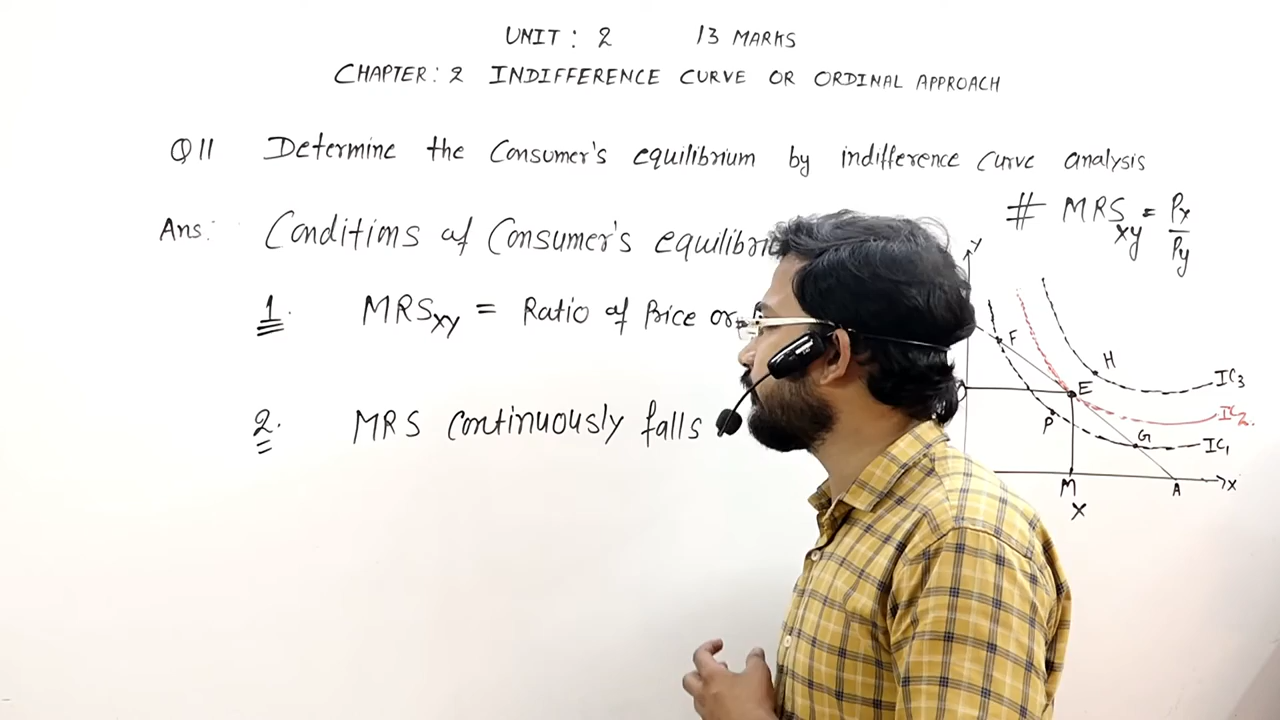 UNIT: 2 13 MARKS
CHAPTER: 2 INDIFFERENCE CURVE OR ORDINAL APPROACH
Q11 Determine the Consumer's equilibrium by indifference curve analysis
Ans: Conditions of Consumer's
1. MRSxy = Ratio of Price or
2. MRS continuously falls
# MRSxy = Px/Py
Y
F
H
IC3
E
IC2
P
G
IC1
M
A
X
X